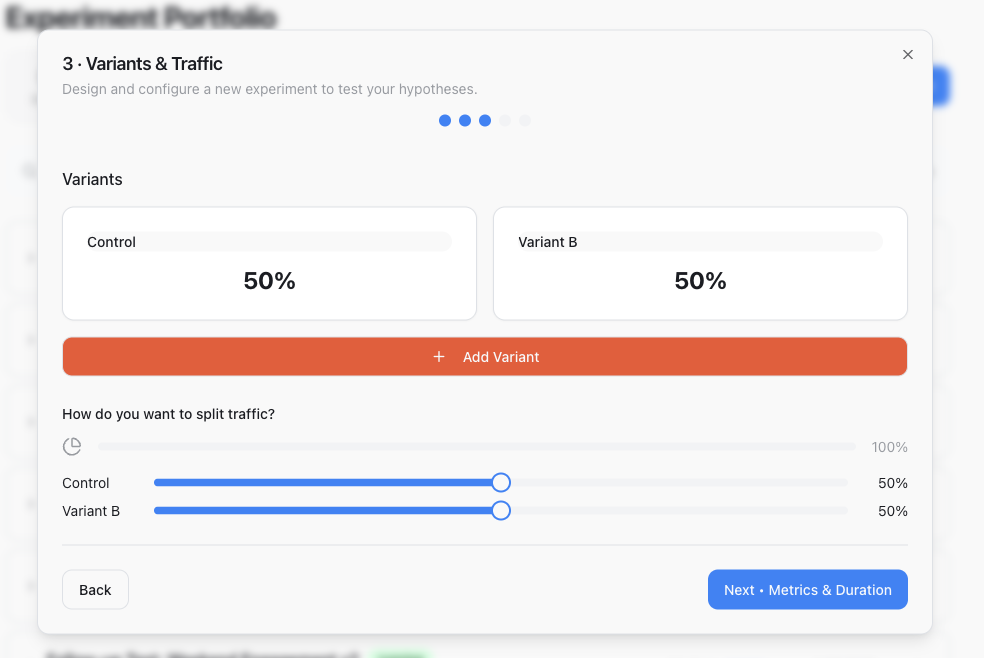 Experiment Portfolio
3 · Variants & Traffic
Design and configure a new experiment to test your hypotheses.
Variants
Control
50%
Variant B
50%
+ Add Variant
How do you want to split traffic?
100%
Control 50%
Variant B 50%
Back
Next • Metrics & Duration